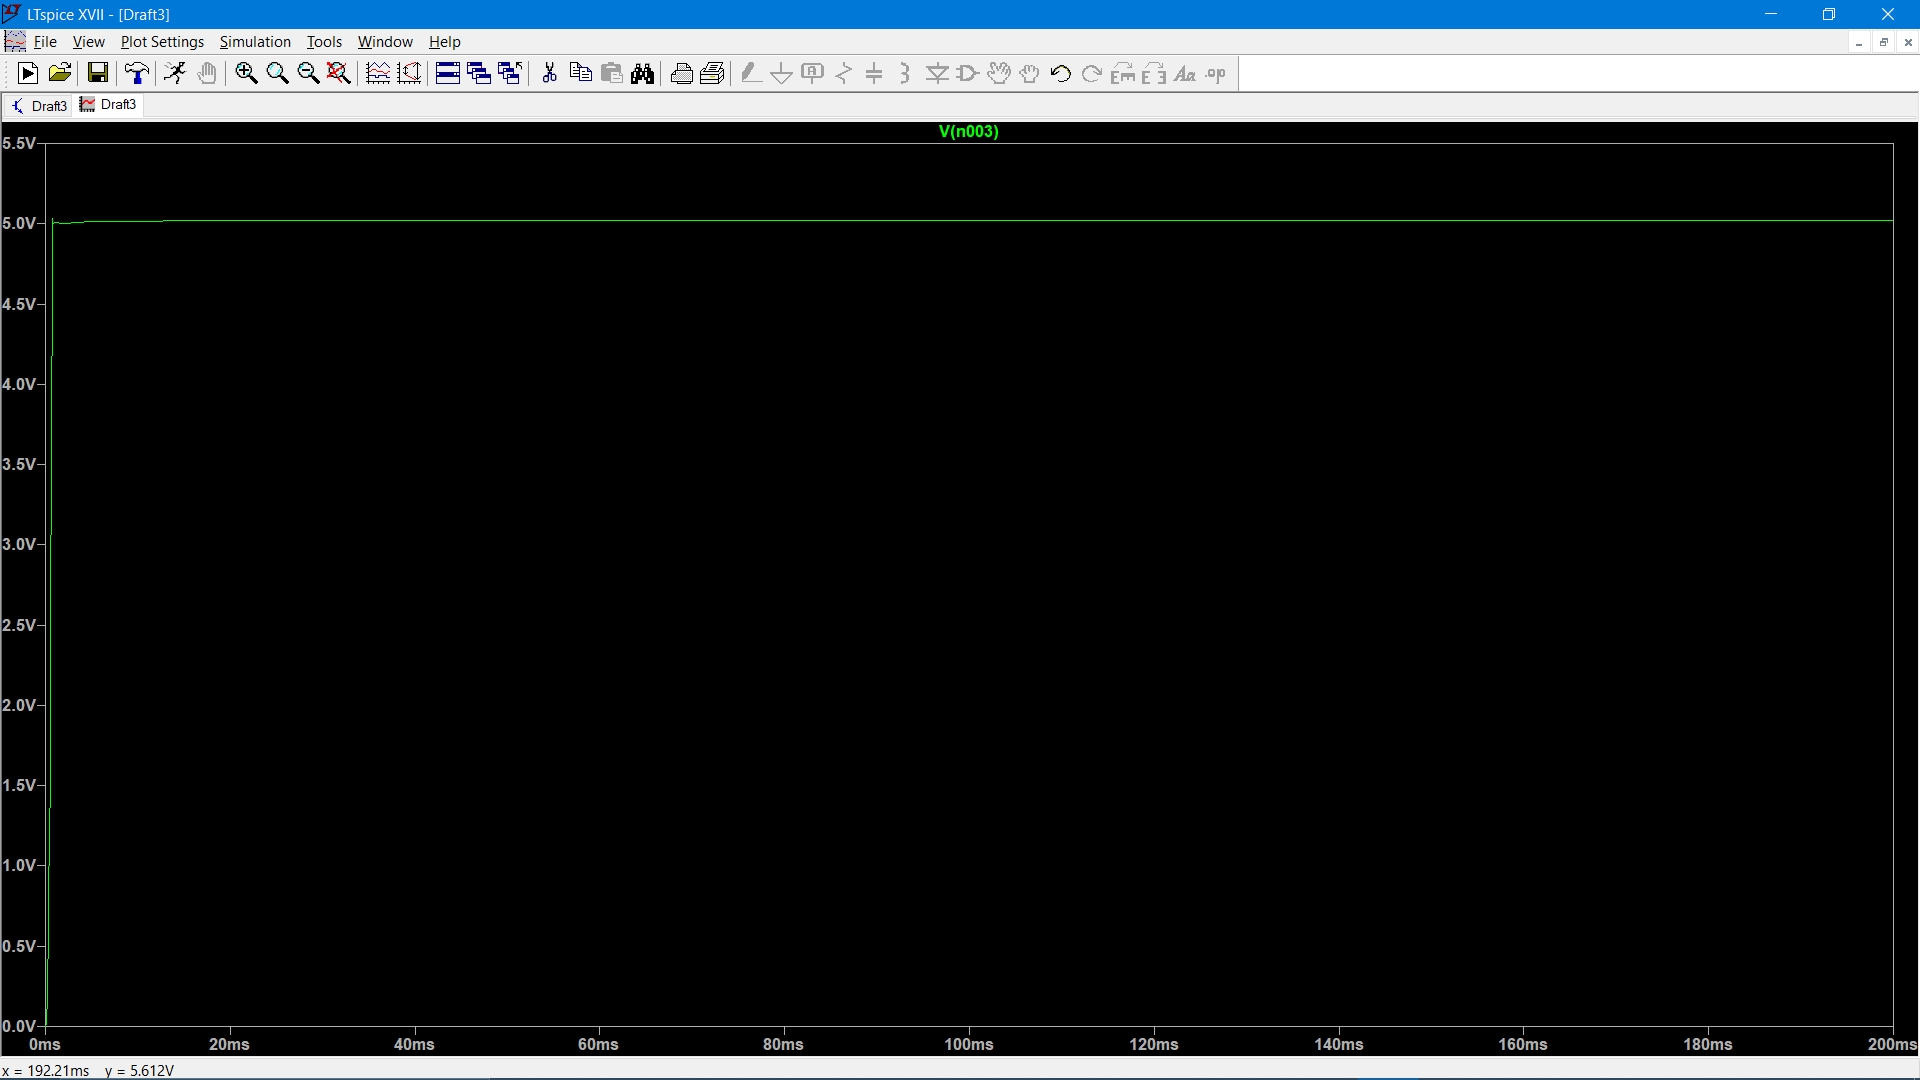 LTspice XVII - [Draft3]
File View Plot Settings Simulation Tools Window Help
A E E Aa .op
Draft3 Draft3
V(n003)
5.5V
5.0V
4.5V
4.0V
3.5V
3.0V
2.5V
2.0V
1.5V
1.0V
0.5V
0.0V
0ms 20ms 40ms 60ms 80ms 100ms 120ms 140ms 160ms 180ms 200ms
x = 192.21ms y = 5.612V